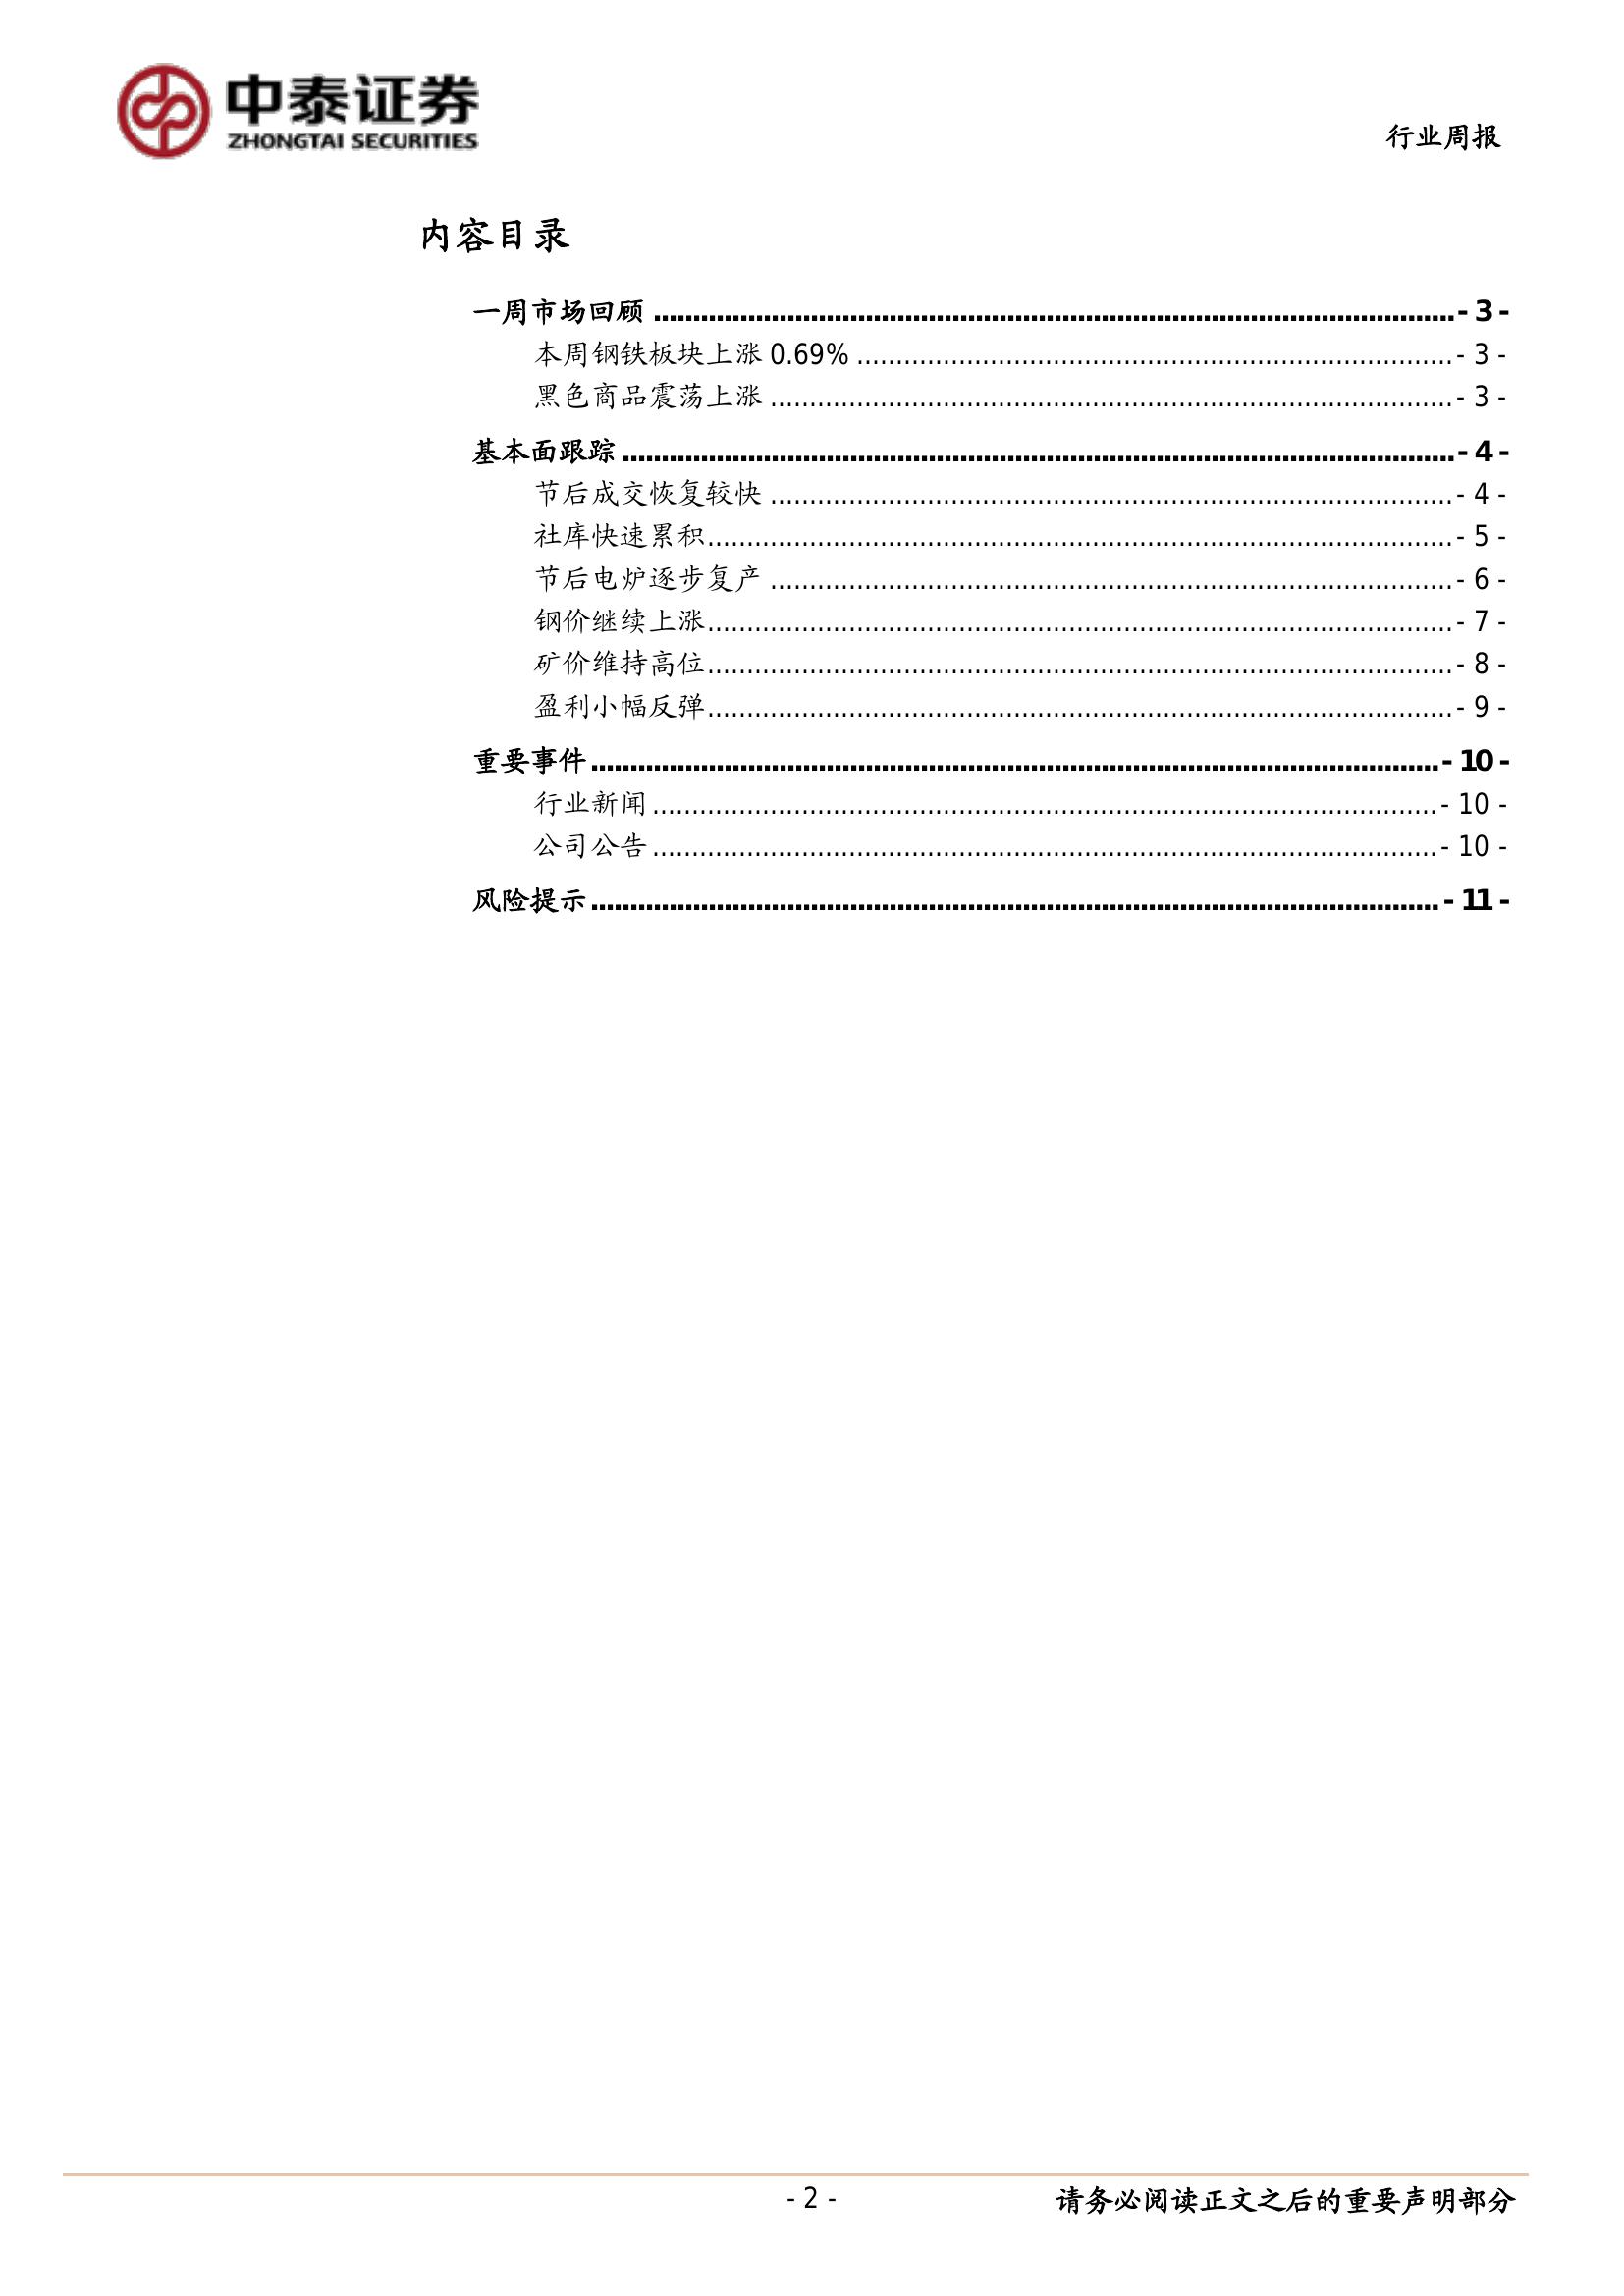 中泰证券
ZHONGTAI SECURITIES
行业周报
内容目录
一周市场回顾 ............ - 3 -
本周钢铁板块上涨 0.69% ............ - 3 -
黑色商品震荡上涨 ............ - 3 -
基本面跟踪 ............ - 4 -
节后成交恢复较快 ............ - 4 -
社库快速累积 ............ - 5 -
节后电炉逐步复产 ............ - 6 -
钢价继续上涨 ............ - 7 -
矿价维持高位 ............ - 8 -
盈利小幅反弹 ............ - 9 -
重要事件 ............ - 10 -
行业新闻 ............ - 10 -
公司公告 ............ - 10 -
风险提示 ............ - 11 -
- 2 -
请务必阅读正文之后的重要声明部分